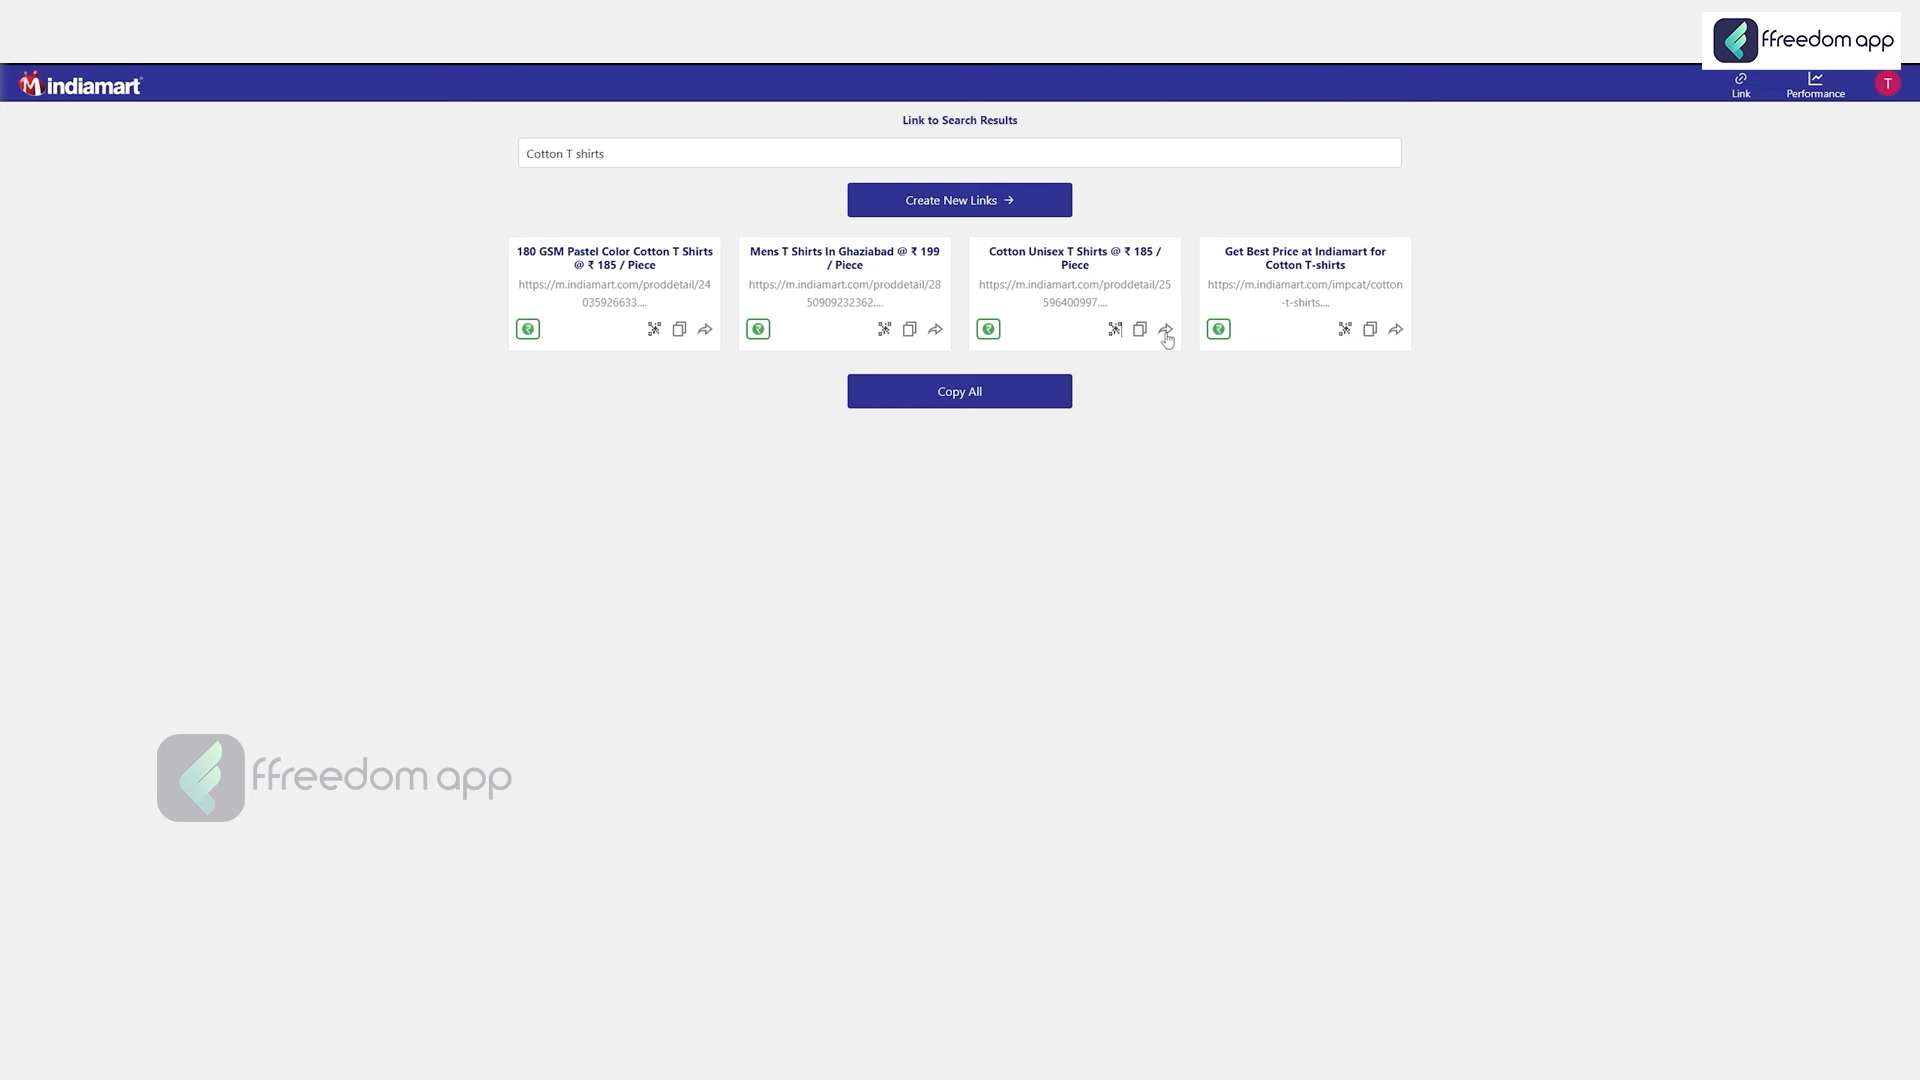 ffreedom app
indiamart
Link
Performance
T
Link to Search Results
Cotton T shirts
Create New Links →
180 GSM Pastel Color Cotton T Shirts
@ ₹ 185 / Piece
https://m.indiamart.com/proddetail/24
035926633....
Mens T Shirts In Ghaziabad @ ₹ 199
/ Piece
https://m.indiamart.com/proddetail/28
50909232362....
Cotton Unisex T Shirts @ ₹ 185 /
Piece
https://m.indiamart.com/proddetail/25
596400997....
Get Best Price at Indiamart for
Cotton T-shirts
https://m.indiamart.com/impcat/cotton
-t-shirts....
₹
₹
₹
₹
Copy All
ffreedom app